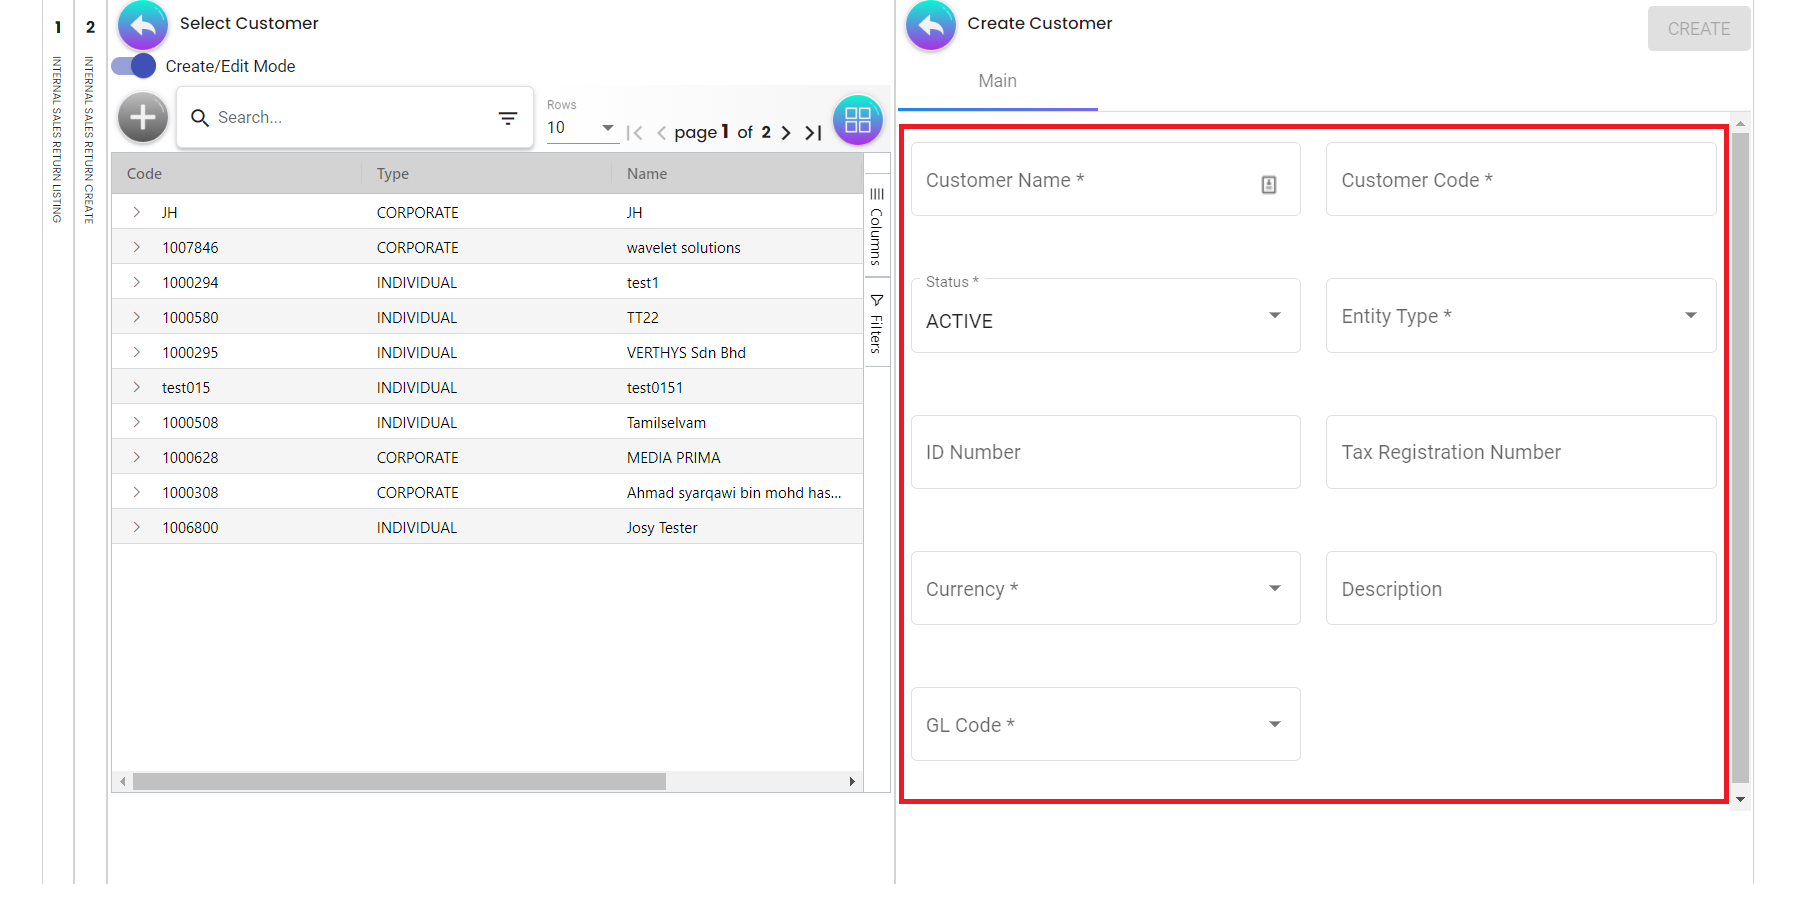 1
INTERNAL SALES RETURN LISTING
2
INTERNAL SALES RETURN CREATE
Select Customer
Create/Edit Mode
Search...
Rows
10
page 1 of 2
Code Type Name
JH CORPORATE JH
1007846 CORPORATE wavelet solutions
1000294 INDIVIDUAL test1
1000580 INDIVIDUAL TT22
1000295 INDIVIDUAL VERTHYS Sdn Bhd
test015 INDIVIDUAL test0151
1000508 INDIVIDUAL Tamilselvam
1000628 CORPORATE MEDIA PRIMA
1000308 CORPORATE Ahmad syarqawi bin mohd has...
1006800 INDIVIDUAL Josy Tester
Columns
Filters
Create Customer
CREATE
Main
Customer Name * Customer Code *
Status *
ACTIVE Entity Type *
ID Number Tax Registration Number
Currency * Description
GL Code *